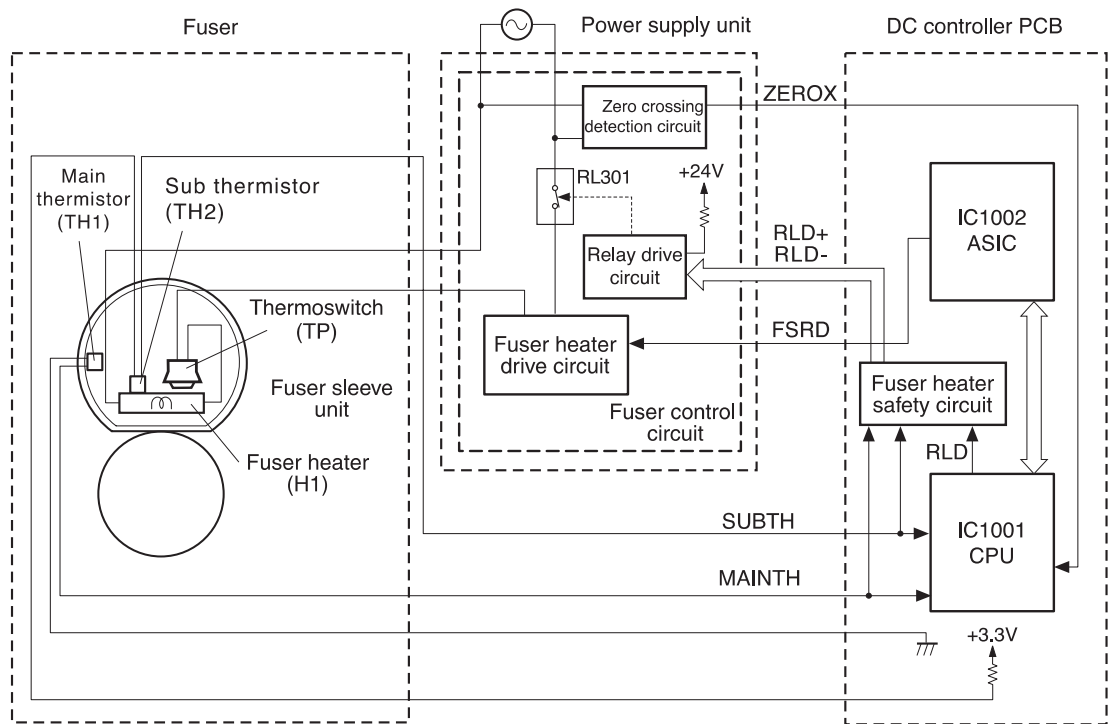 Fuser
Power supply unit
DC controller PCB
Zero crossing
detection circuit
ZEROX
RL301
+24V
Main
thermistor
(TH1)
Sub thermistor
(TH2)
IC1002
ASIC
RLD+
RLD-
Relay drive
circuit
Thermoswitch
(TP)
FSRD
Fuser heater
drive circuit
Fuser sleeve
unit
Fuser heater
safety circuit
Fuser control
circuit
RLD
Fuser heater
(H1)
SUBTH
IC1001
CPU
MAINTH
+3.3V